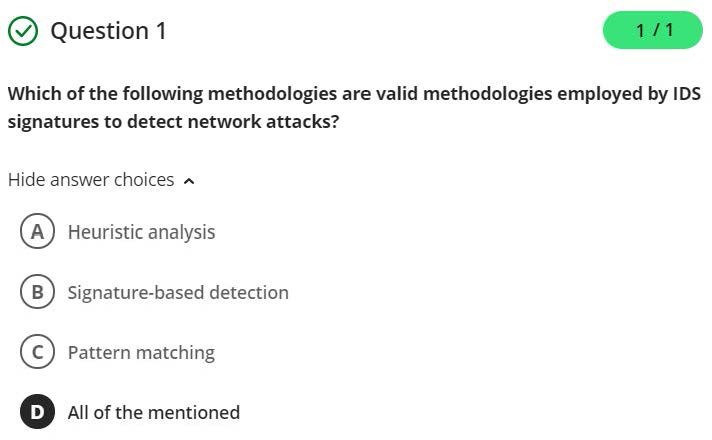 Question 1
1 / 1
Which of the following methodologies are valid methodologies employed by IDS
signatures to detect network attacks?
Hide answer choices
A Heuristic analysis
B Signature-based detection
C Pattern matching
D All of the mentioned